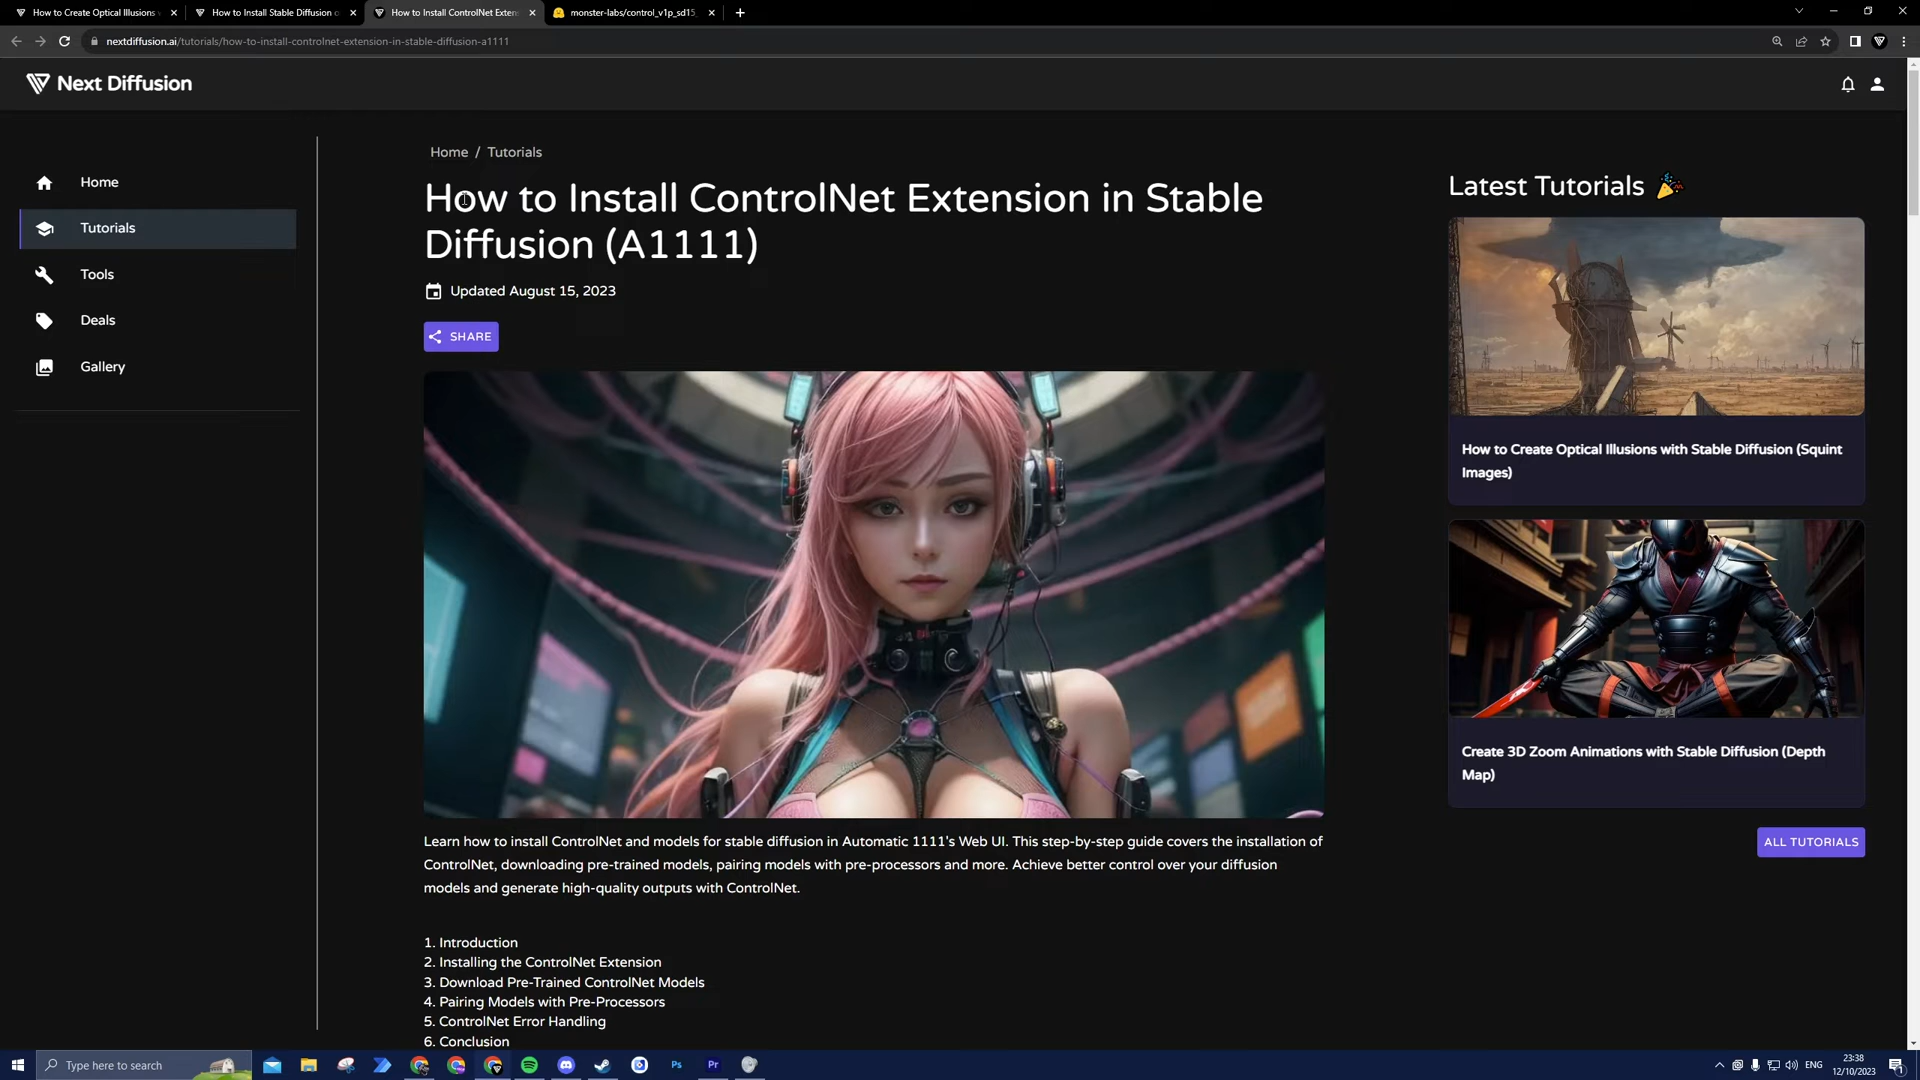 How to Create Optical Illusions
How to Install Stable Diffusion
How to Install ControlNet Exten
monster-labs/control_v1p_sd15_
nextdiffusion.ai/tutorials/how-to-install-controlnet-extension-in-stable-diffusion-a1111
Next Diffusion
Home
Tutorials
Tools
Deals
Gallery
Home / Tutorials
How to Install ControlNet Extension in Stable
Diffusion (A1111)
Updated August 15, 2023
SHARE
Learn how to install ControlNet and models for stable diffusion in Automatic 1111's Web UI. This step-by-step guide covers the installation of
ControlNet, downloading pre-trained models, pairing models with pre-processors and more. Achieve better control over your diffusion
models and generate high-quality outputs with ControlNet.
1. Introduction
2. Installing the ControlNet Extension
3. Download Pre-Trained ControlNet Models
4. Pairing Models with Pre-Processors
5. ControlNet Error Handling
6. Conclusion
Latest Tutorials
How to Create Optical Illusions with Stable Diffusion (Squint
Images)
Create 3D Zoom Animations with Stable Diffusion (Depth
Map)
ALL TUTORIALS
Type here to search
Ps
Pr
ENG
23:38
12/10/2023